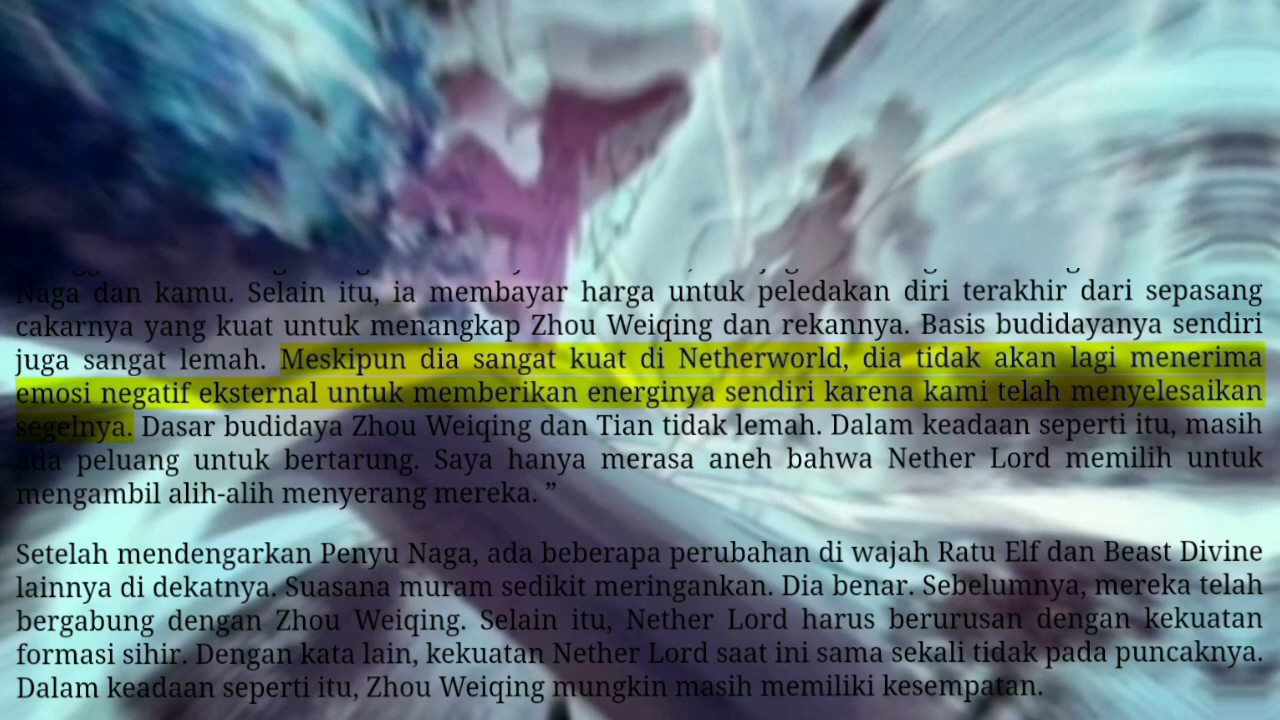 Naga dan kamu. Selain itu, ia membayar harga untuk peledakan diri terakhir dari sepasang
cakarnya yang kuat untuk menangkap Zhou Weiqing dan rekannya. Basis budidayanya sendiri
juga sangat lemah. Meskipun dia sangat kuat di Netherworld, dia tidak akan lagi menerima
emosi negatif eksternal untuk memberikan energinya sendiri karena kami telah menyelesaikan
segelnya. Dasar budidaya Zhou Weiqing dan Tian tidak lemah. Dalam keadaan seperti itu, masih
ada peluang untuk bertarung. Saya hanya merasa aneh bahwa Nether Lord memilih untuk
mengambil alih-alih menyerang mereka. ”
Setelah mendengarkan Penyu Naga, ada beberapa perubahan di wajah Ratu Elf dan Beast Divine
lainnya di dekatnya. Suasana muram sedikit meringankan. Dia benar. Sebelumnya, mereka telah
bergabung dengan Zhou Weiqing. Selain itu, Nether Lord harus berurusan dengan kekuatan
formasi sihir. Dengan kata lain, kekuatan Nether Lord saat ini sama sekali tidak pada puncaknya.
Dalam keadaan seperti itu, Zhou Weiqing mungkin masih memiliki kesempatan.